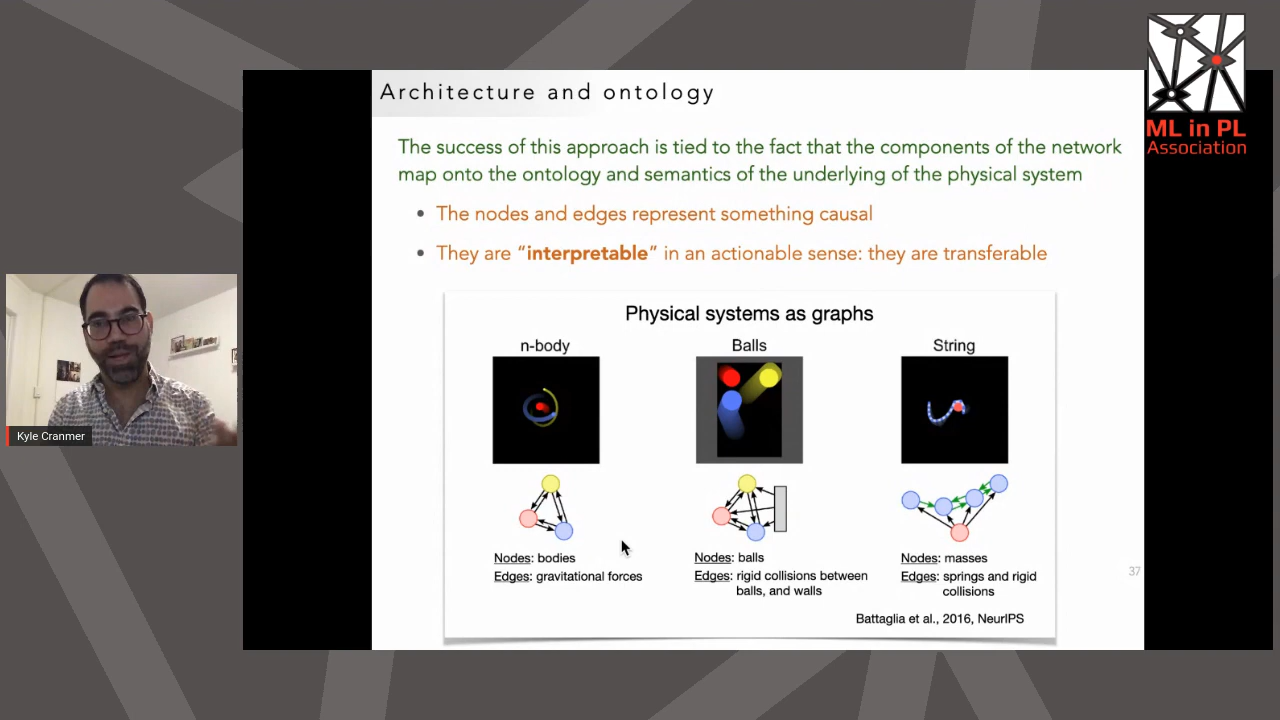 Architecture and ontology
The success of this approach is tied to the fact that the components of the network
map onto the ontology and semantics of the underlying of the physical system
• The nodes and edges represent something causal
• They are “interpretable” in an actionable sense: they are transferable
Physical systems as graphs
n-body
Balls
String
Nodes: bodies
Edges: gravitational forces
Nodes: balls
Edges: rigid collisions between
balls, and walls
Nodes: masses
Edges: springs and rigid
collisions
Battaglia et al., 2016, NeurIPS
37
Kyle Cranmer
ML in PL
Association